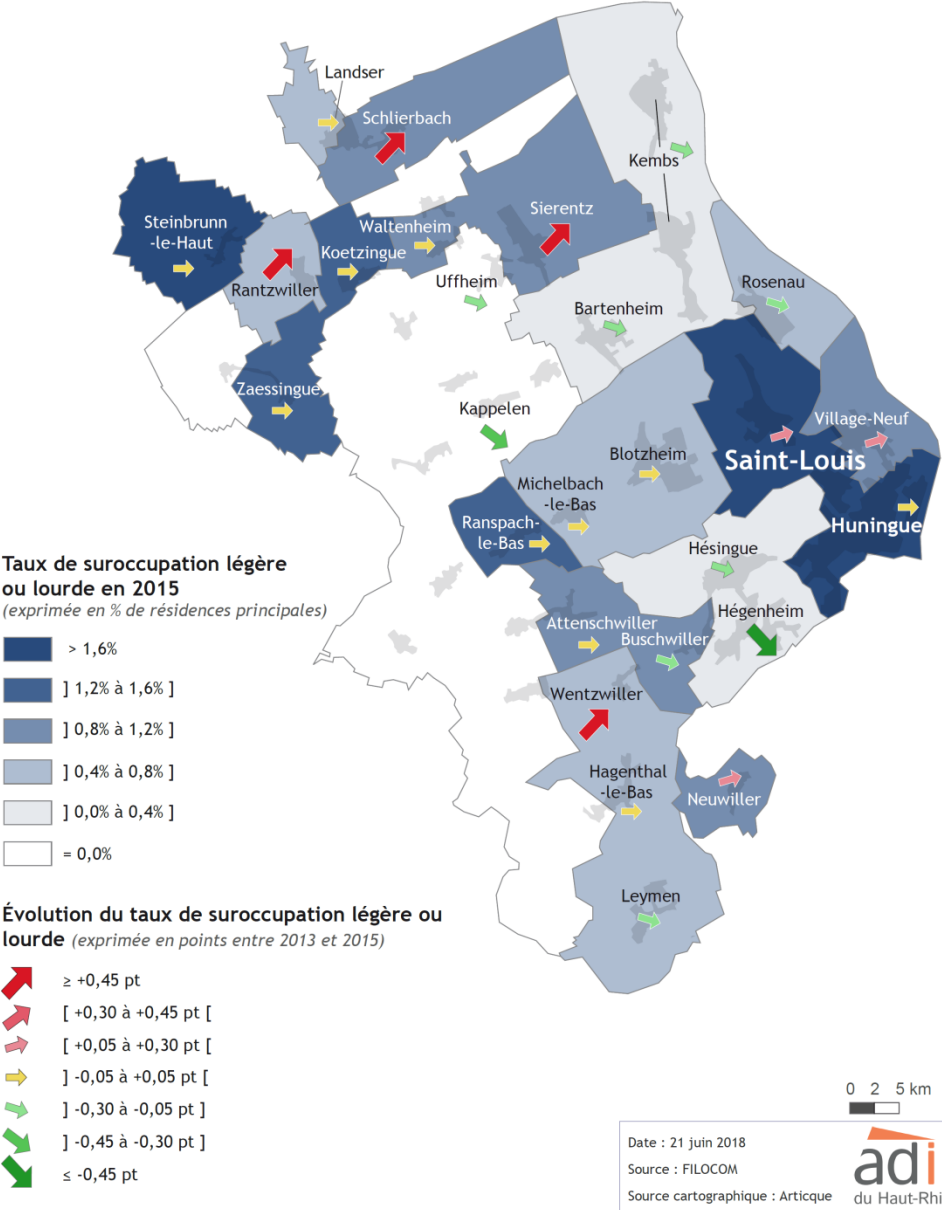 Landser
Schlierbach
Kembs
Steinbrunn
-le-Haut
Sierentz
Waltenheim
Koetzingue
Rantzwiller
Uffheim
Rosenau
Bartenheim
Zaessingue
Kappelen
Village-Neuf
Blotzheim
Saint-Louis
Michelbach
-le-Bas
Ranspach-
le-Bas
Huningue
Hésingue
Taux de suroccupation légère
ou lourde en 2015
(exprimée en % de résidences principales)
> 1,6%
] 1,2% à 1,6% ]
] 0,8% à 1,2% ]
] 0,4% à 0,8% ]
] 0,0% à 0,4% ]
= 0,0%
Hégenheim
Attenschwiller
Buschwiller
Wentzwiller
Hagenthal
-le-Bas
Neuwiller
Leymen
Évolution du taux de suroccupation légère ou
lourde (exprimée en points entre 2013 et 2015)
≥ +0,45 pt
[ +0,30 à +0,45 pt [
[ +0,05 à +0,30 pt [
] -0,05 à +0,05 pt [
] -0,30 à -0,05 pt ]
] -0,45 à -0,30 pt ]
≤ -0,45 pt
0 2 5 km
Date : 21 juin 2018
Source : FILOCOM
Source cartographique : Articque
adi
du Haut-Rhi